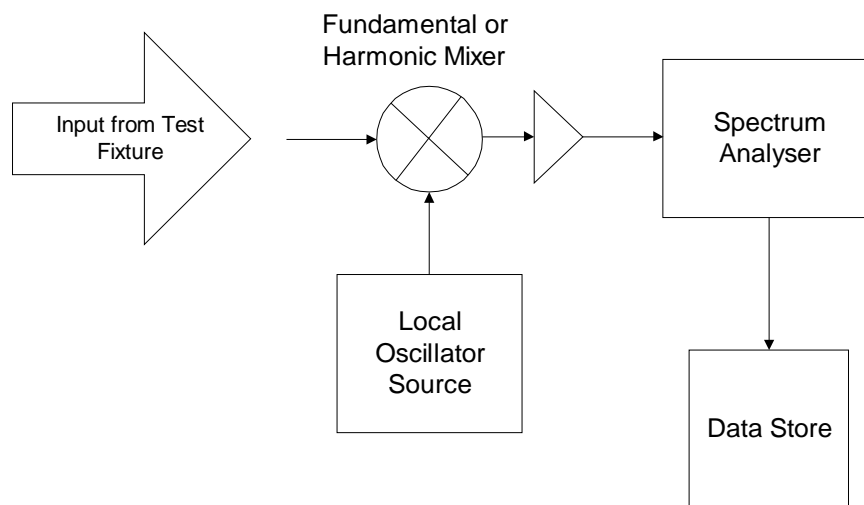 Fundamental or
Harmonic Mixer
Input from Test
Fixture
Spectrum
Analyser
Local
Oscillator
Source
Data Store